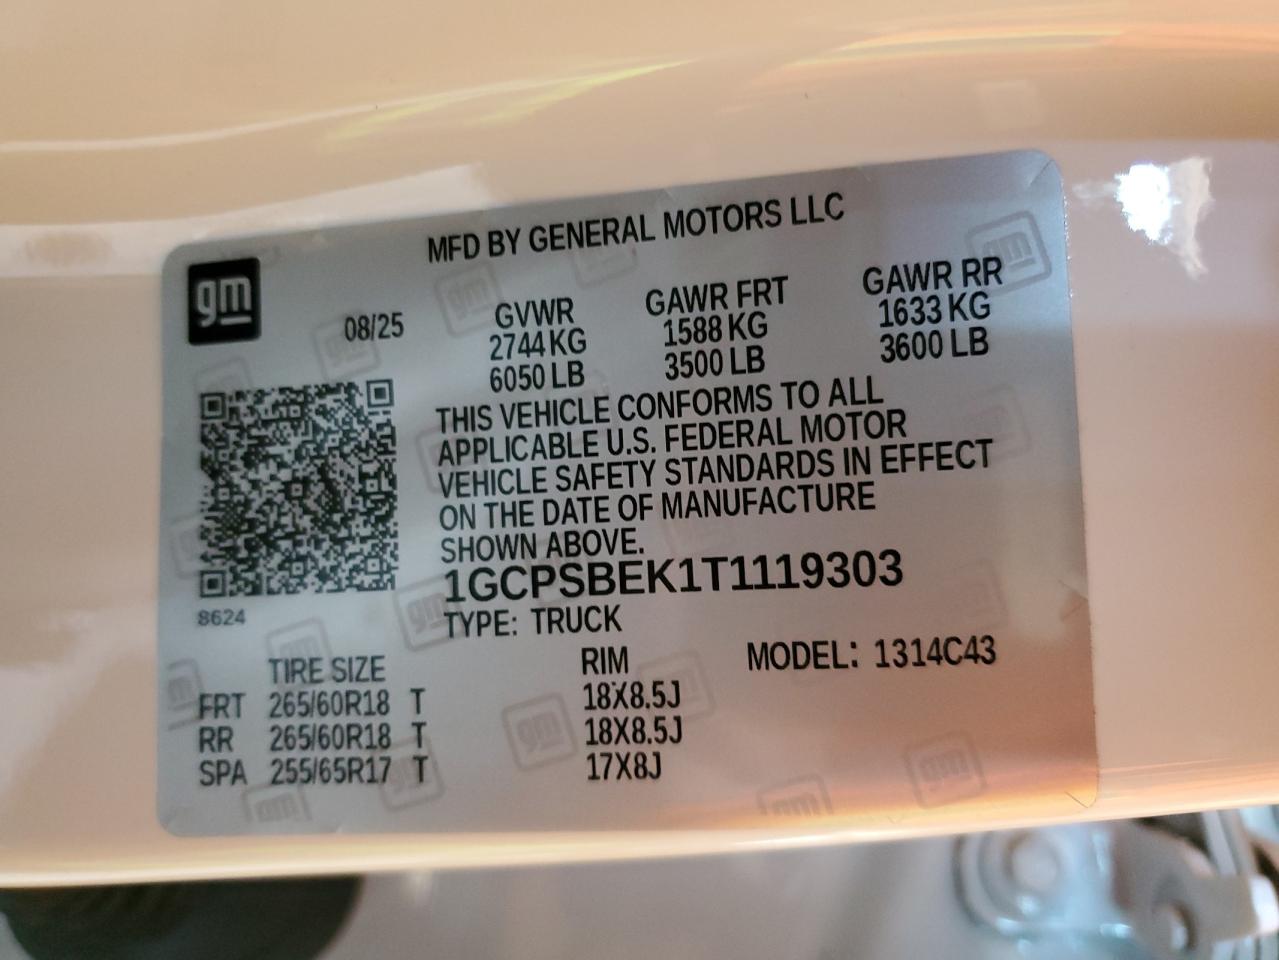 MFD BY GENERAL MOTORS LLC
gm
08/25
GVWR
2744 KG
6050 LB
GAWR FRT
1588 KG
3500 LB
GAWR RR
1633 KG
3600 LB
THIS VEHICLE CONFORMS TO ALL
APPLICABLE U.S. FEDERAL MOTOR
VEHICLE SAFETY STANDARDS IN EFFECT
ON THE DATE OF MANUFACTURE
SHOWN ABOVE.
1GCPSBEK1T1119303
8624
TYPE: TRUCK
MODEL: 1314C43
TIRE SIZE RIM
FRT 265/60R18 T 18X8.5J
RR 265/60R18 T 18X8.5J
SPA 255/65R17 T 17X8J